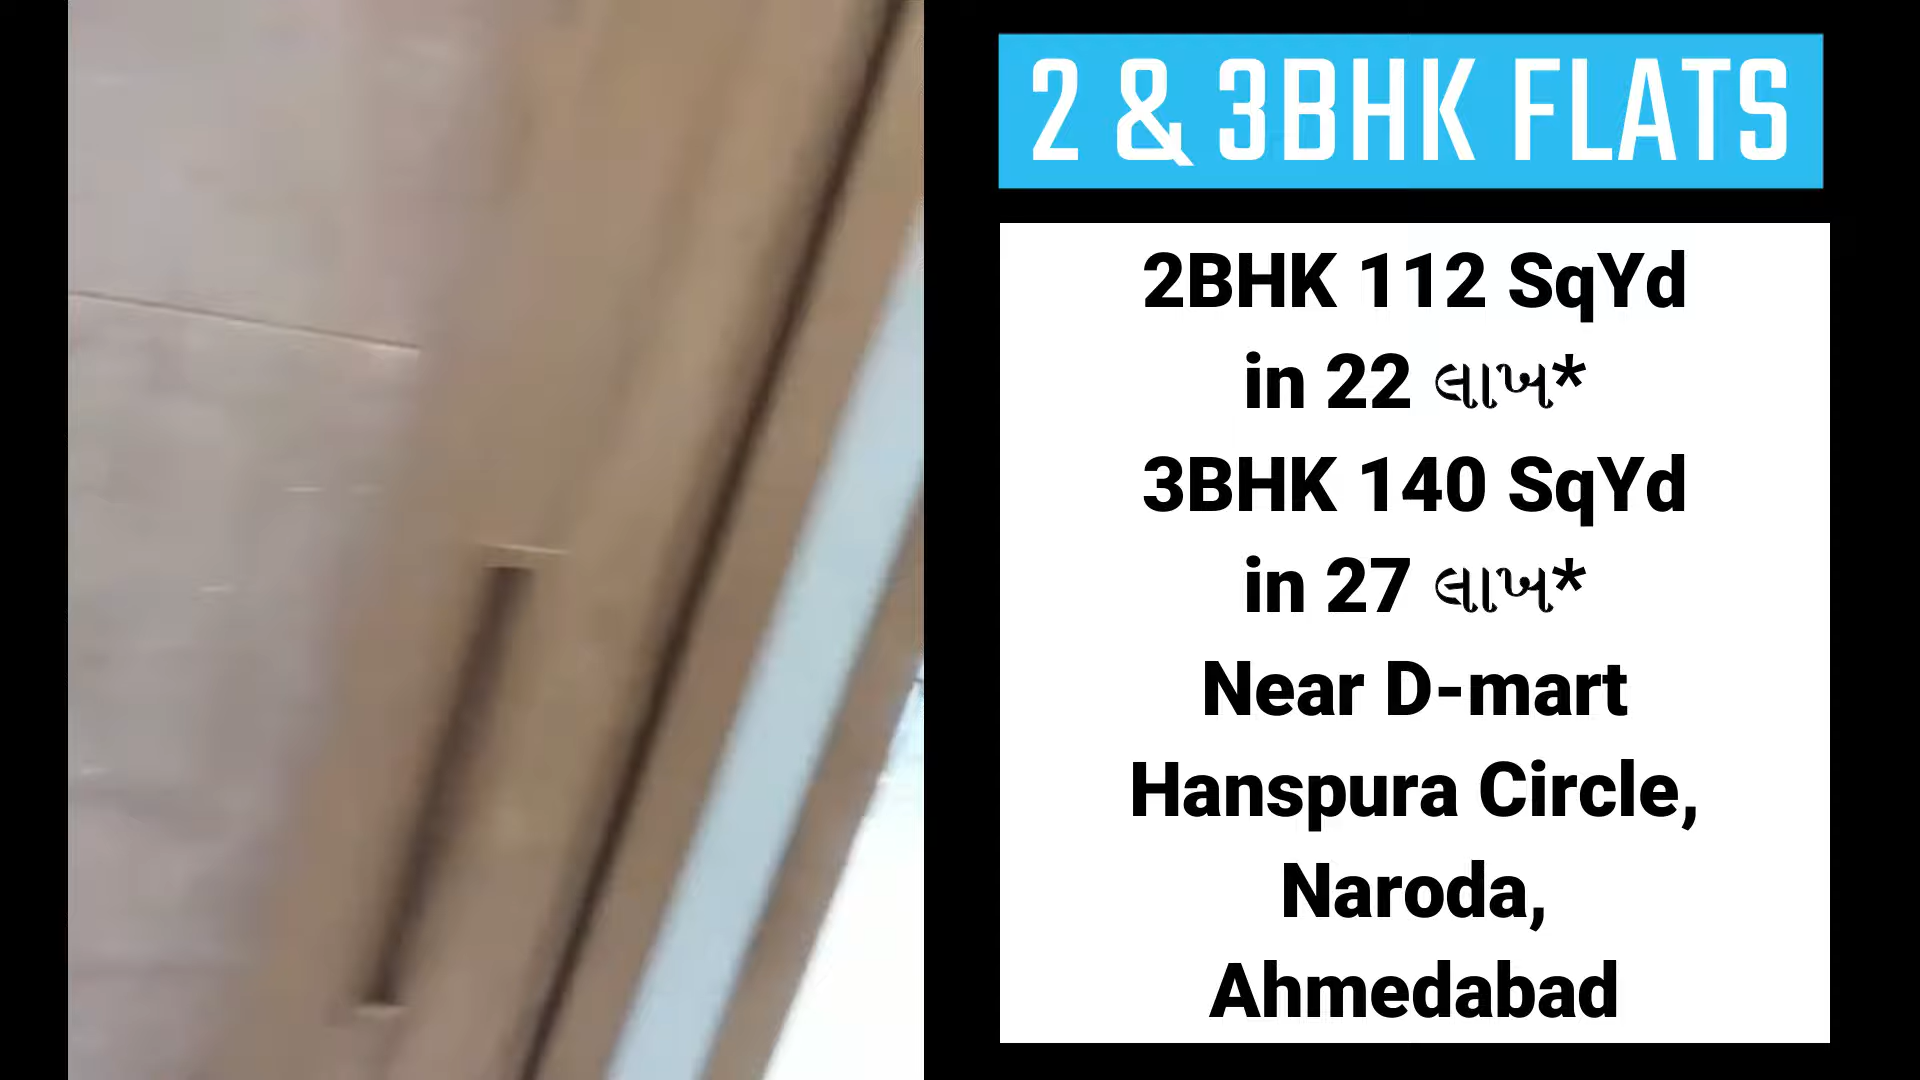 2 & 3BHK FLATS
2BHK 112 SqYd
in 22 લાખ*
3BHK 140 SqYd
in 27 લાખ*
Near D-mart
Hanspura Circle,
Naroda,
Ahmedabad